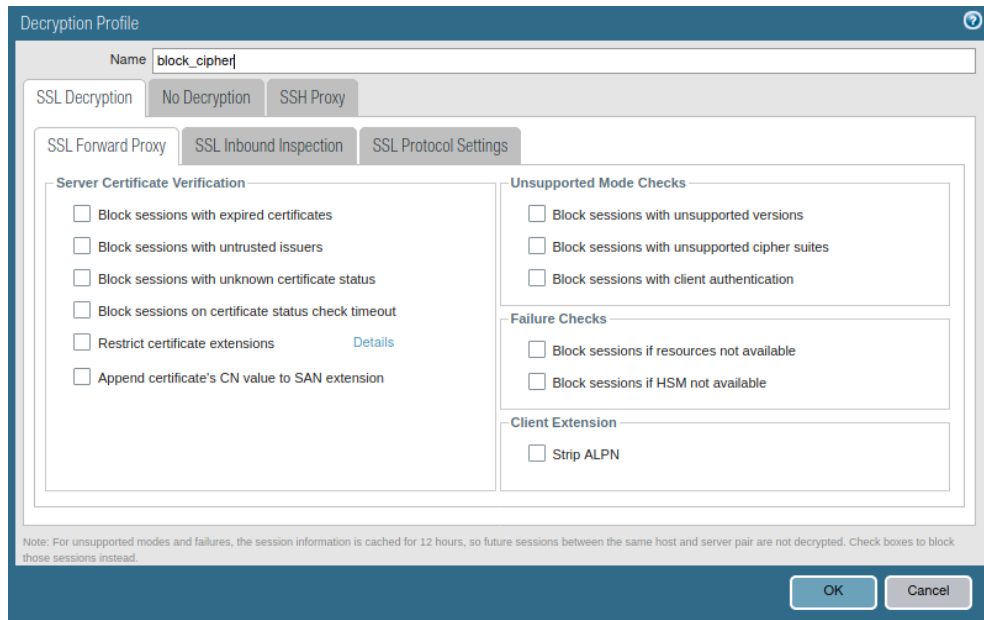 Decryption Profile
Name block_cipher
SSL Decryption No Decryption SSH Proxy
SSL Forward Proxy SSL Inbound Inspection SSL Protocol Settings
Server Certificate Verification
Block sessions with expired certificates
Block sessions with untrusted issuers
Block sessions with unknown certificate status
Block sessions on certificate status check timeout
Restrict certificate extensions Details
Append certificate's CN value to SAN extension
Unsupported Mode Checks
Block sessions with unsupported versions
Block sessions with unsupported cipher suites
Block sessions with client authentication
Failure Checks
Block sessions if resources not available
Block sessions if HSM not available
Client Extension
Strip ALPN
Note: For unsupported modes and failures, the session information is cached for 12 hours, so future sessions between the same host and server pair are not decrypted. Check boxes to block
those sessions instead.
OK Cancel